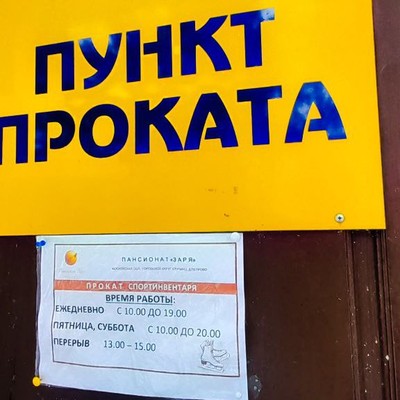 ПУНКТ
ПРОКАТА
ПАНСИОНАТ «ЗАРЯ»
ПРОКАТ СПОРТИНВЕНТАРЯ
ВРЕМЯ РАБОТЫ:
ЕЖЕДНЕВНО С 10.00 ДО 19.00
ПЯТНИЦА, СУББОТА С 10.00 ДО 20.00
ПЕРЕРЫВ 13.00 – 15.00